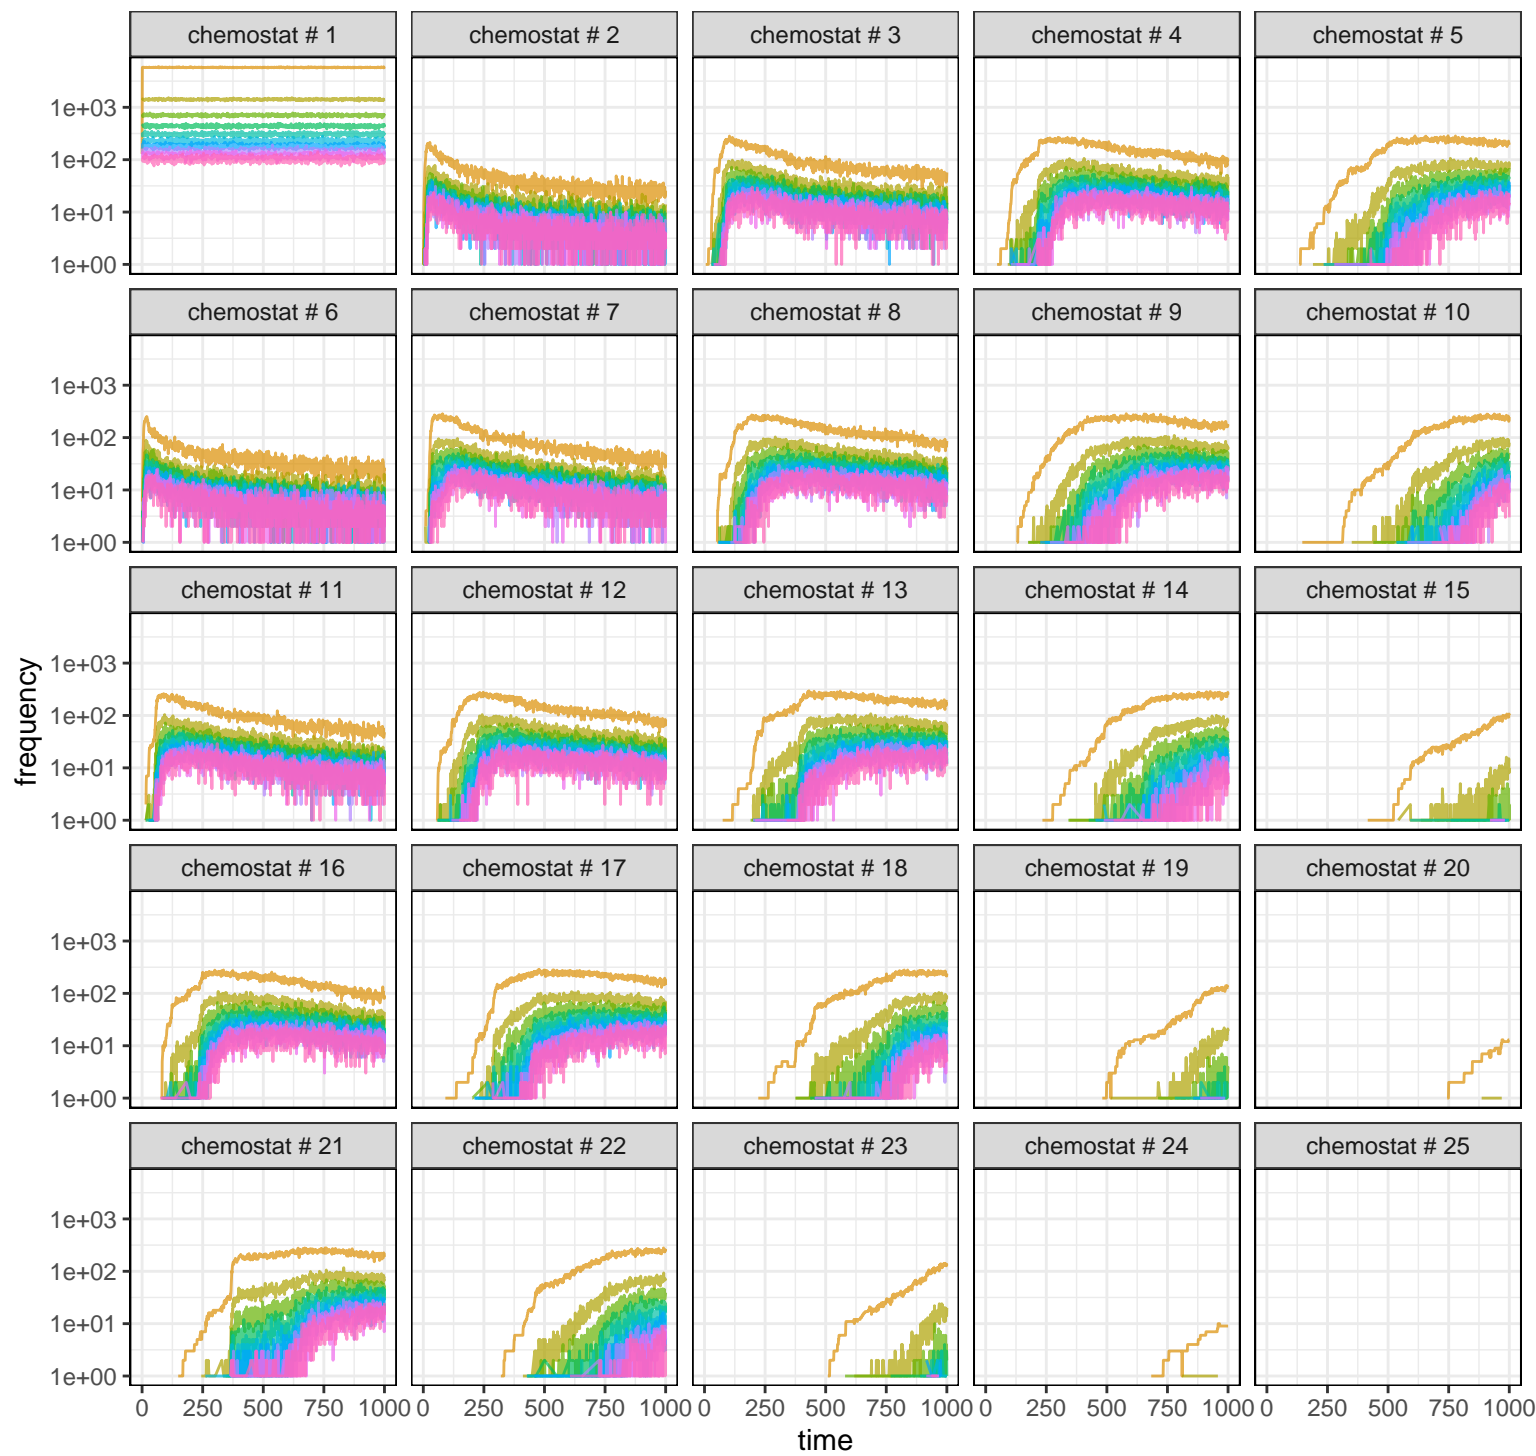 chemostat # 1 chemostat # 2 chemostat # 3 chemostat # 4 chemostat # 5
1e+03
1e+02
1e+01
1e+00
chemostat # 6 chemostat # 7 chemostat # 8 chemostat # 9 chemostat # 10
1e+03
1e+02
1e+01
1e+00
chemostat # 11 chemostat # 12 chemostat # 13 chemostat # 14 chemostat # 15
frequency
1e+03
1e+02
1e+01
1e+00
chemostat # 16 chemostat # 17 chemostat # 18 chemostat # 19 chemostat # 20
1e+03
1e+02
1e+01
1e+00
chemostat # 21 chemostat # 22 chemostat # 23 chemostat # 24 chemostat # 25
1e+03
1e+02
1e+01
1e+00
0 250 500 750 1000 0 250 500 750 1000 0 250 500 750 1000 0 250 500 750 1000 0 250 500 750 1000
time